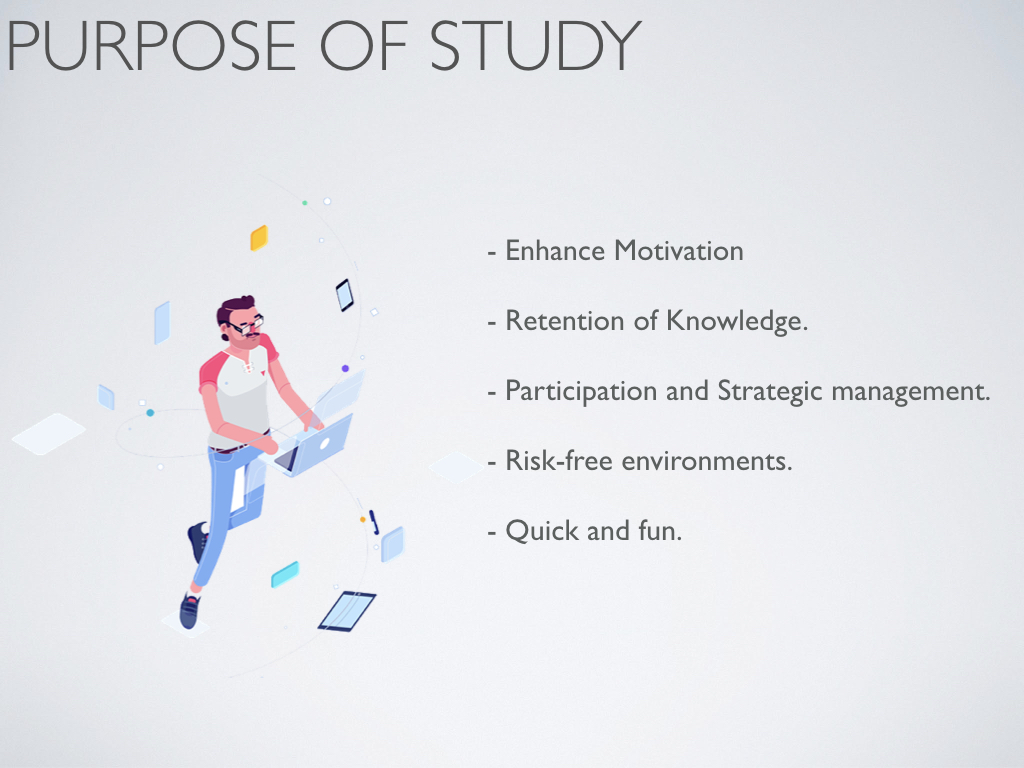 PURPOSE OF STUDY
- Enhance Motivation
- Retention of Knowledge.
- Participation and Strategic management.
- Risk-free environments.
- Quick and fun.